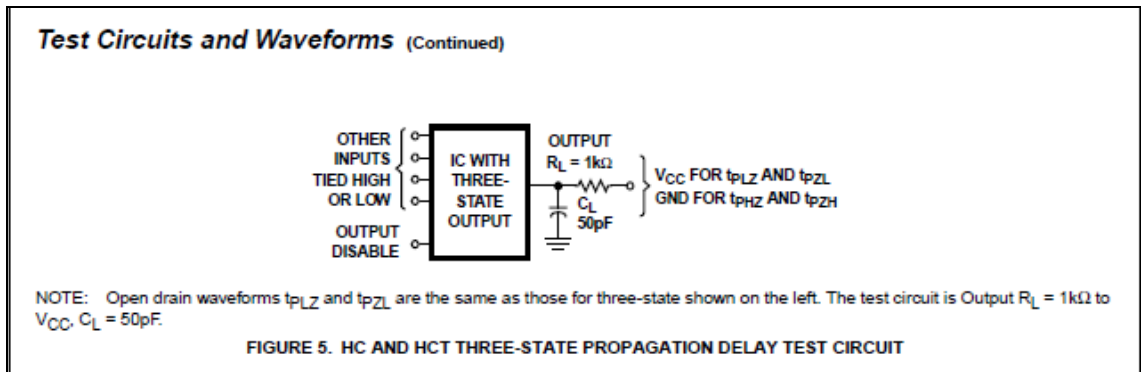 Test Circuits and Waveforms (Continued)
OTHER
INPUTS
TIED HIGH
OR LOW
OUTPUT
DISABLE
IC WITH
THREE-
STATE
OUTPUT
OUTPUT
RL = 1kΩ
CL
50pF
VCC FOR tPLZ AND tPZL
GND FOR tPHZ AND tPZH
NOTE: Open drain waveforms tPLZ and tPZL are the same as those for three-state shown on the left. The test circuit is Output RL = 1kΩ to
VCC, CL = 50pF.
FIGURE 5. HC AND HCT THREE-STATE PROPAGATION DELAY TEST CIRCUIT